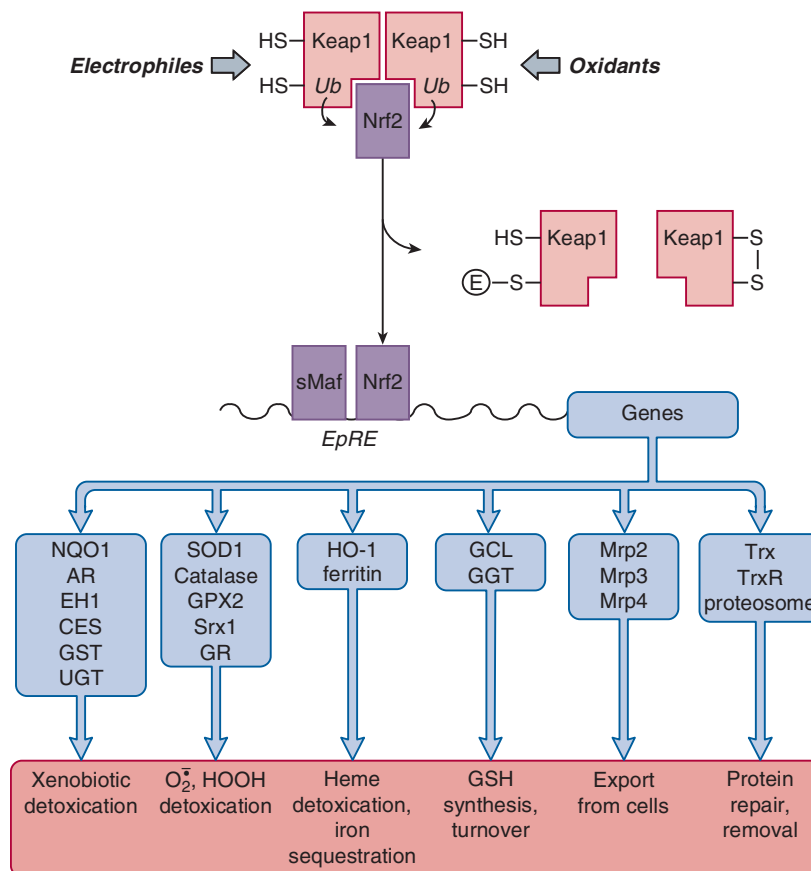 HS Keap1 Keap1 SH
Electrophiles Oxidants
HS Ub Ub SH
Nrf2
HS Keap1 Keap1 S
E S S
sMaf Nrf2
EpRE
Genes
NQO1
AR
EH1
CES
GST
UGT
SOD1
Catalase
GPX2
Srx1
GR
HO-1
ferritin
GCL
GGT
Mrp2
Mrp3
Mrp4
Trx
TrxR
proteosome
Xenobiotic
detoxication
O₂•̅, HOOH
detoxication
Heme
detoxication,
iron
sequestration
GSH
synthesis,
turnover
Export
from cells
Protein
repair,
removal